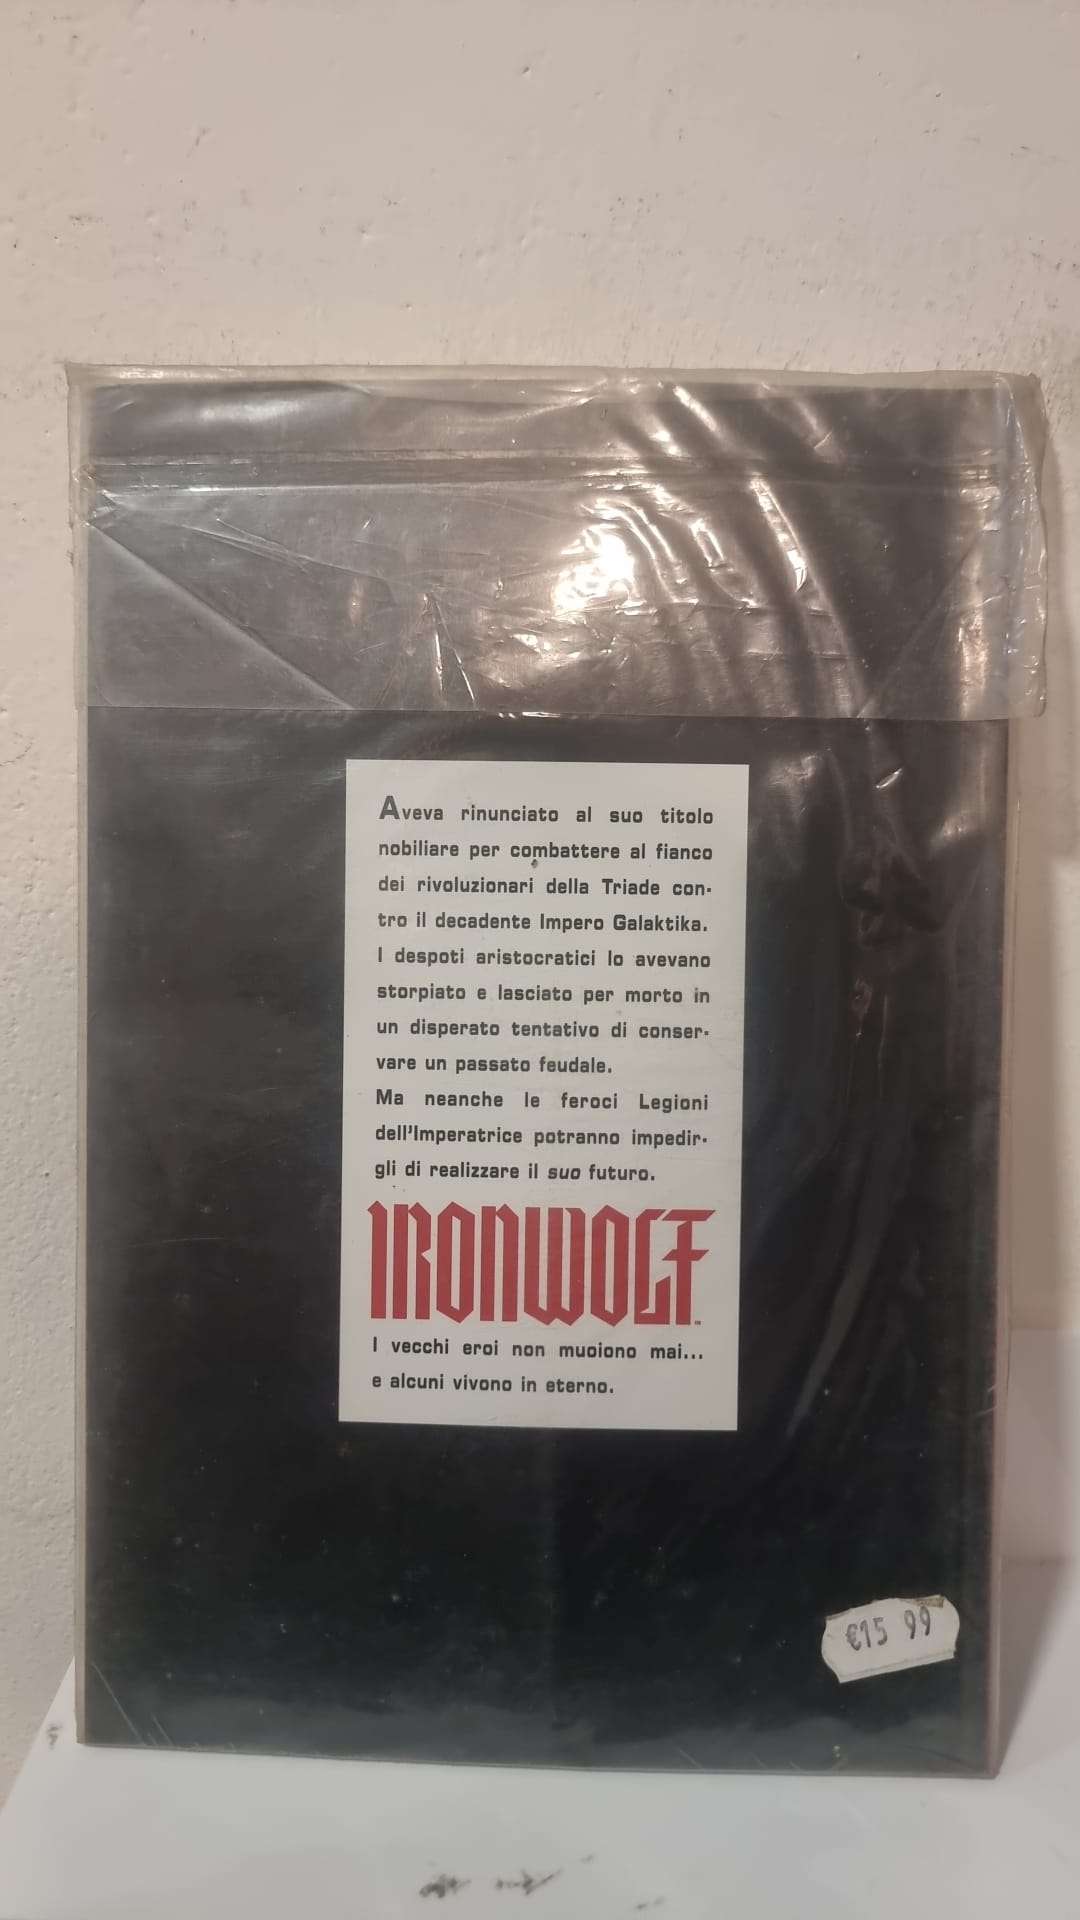 Aveva rinunciato al suo titolo
nobiliare per combattere al fianco
dei rivoluzionari della Triade con-
tro il decadente Impero Galaktika.
I despoti aristocratici lo avevano
storpiato e lasciato per morto in
un disperato tentativo di conser-
vare un passato feudale.
Ma neanche le feroci Legioni
dell'Imperatrice potranno impedir-
gli di realizzare il suo futuro.
IRONWOLF™
I vecchi eroi non muoiono mai...
e alcuni vivono in eterno.
€15 99